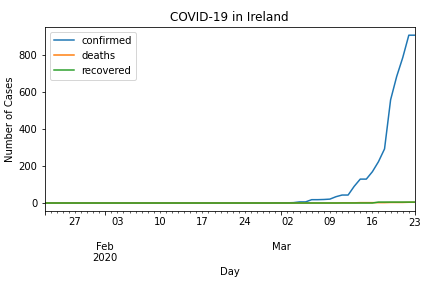 COVID-19 in Ireland
confirmed
deaths
recovered
Number of Cases
800
600
400
200
0
27 03 10 17 24 02 09 16 23
Feb Mar
2020
Day